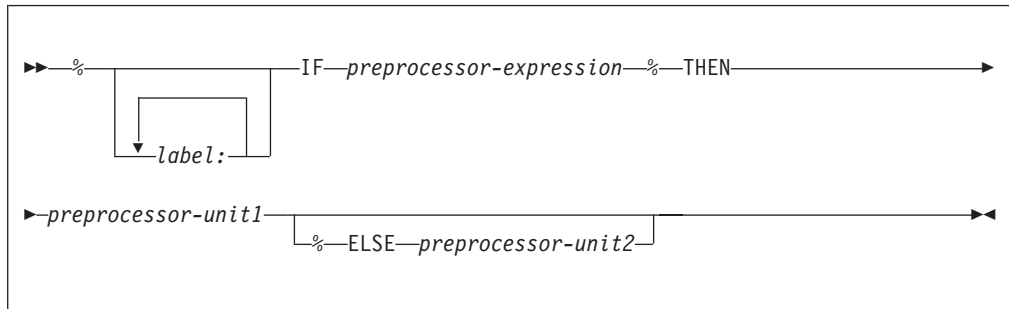 % IF preprocessor-expression % THEN
label:
preprocessor-unit1
% ELSE preprocessor-unit2